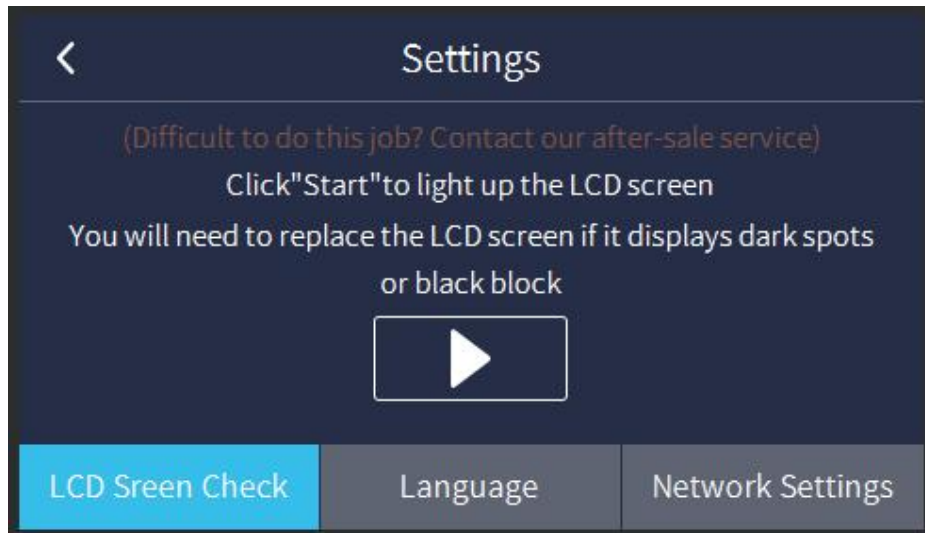 Settings
(Difficult to do this job? Contact our after-sale service)
Click"Start"to light up the LCD screen
You will need to replace the LCD screen if it displays dark spots
or black block
LCD Sreen Check
Language
Network Settings